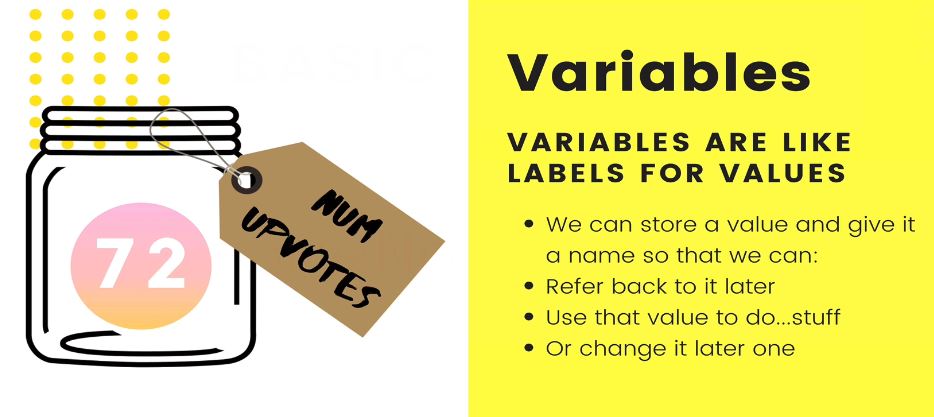 BASIC
72
NUM
UPVOTES
Variables
VARIABLES ARE LIKE
LABELS FOR VALUES
• We can store a value and give it
a name so that we can:
• Refer back to it later
• Use that value to do...stuff
• Or change it later one